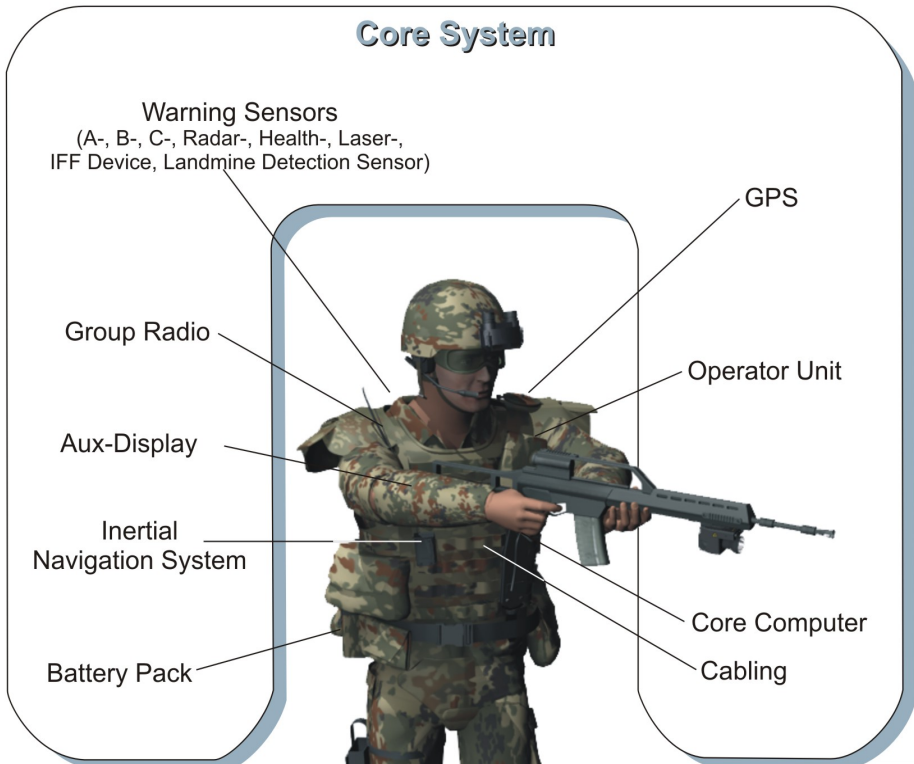 Core System
Warning Sensors
(A-, B-, C-, Radar-, Health-, Laser-,
IFF Device, Landmine Detection Sensor)
GPS
Group Radio
Operator Unit
Aux-Display
Inertial
Navigation System
Core Computer
Battery Pack
Cabling